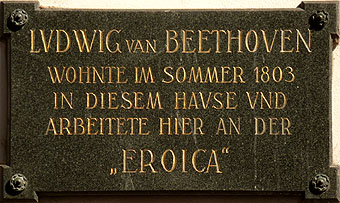 LVDWIG VAN BEETHOVEN
WOHNTE IM SOMMER 1803
IN DIESEM HAVSE VND
ARBEITETE HIER AN DER
„EROICA“